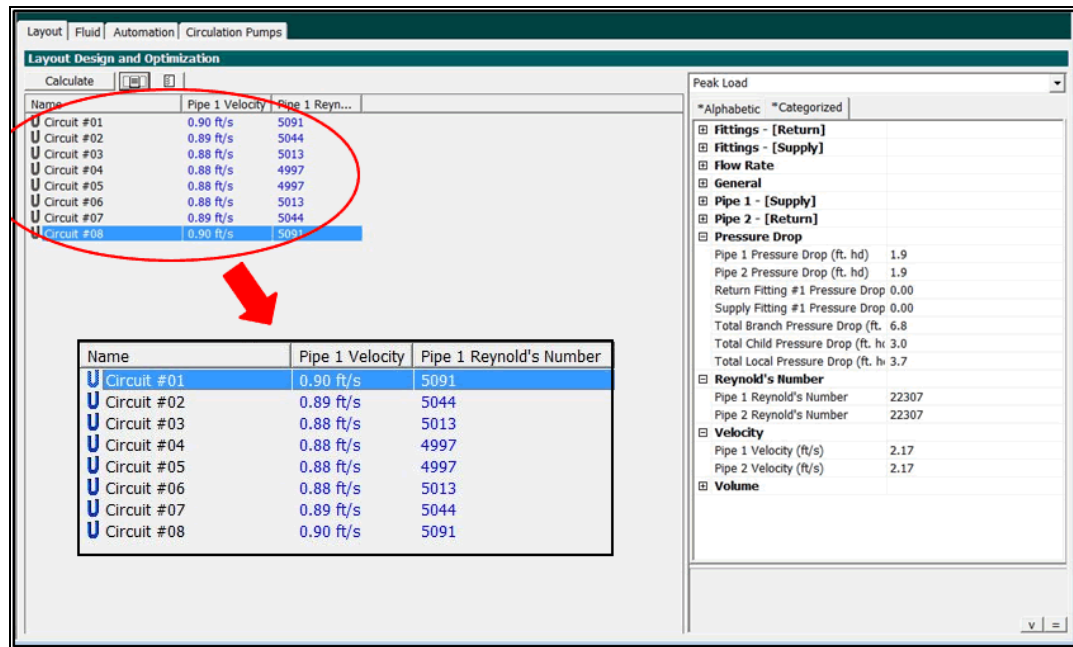 Layout Fluid Automation Circulation Pumps
Layout Design and Optimization
Calculate
Name Pipe 1 Velocity Pipe 1 Reyn...
Circuit #01 0.90 ft/s 5091
Circuit #02 0.89 ft/s 5044
Circuit #03 0.88 ft/s 5013
Circuit #04 0.88 ft/s 4997
Circuit #05 0.88 ft/s 4997
Circuit #06 0.88 ft/s 5013
Circuit #07 0.89 ft/s 5044
Circuit #08 0.90 ft/s 5091
Name Pipe 1 Velocity Pipe 1 Reynold's Number
Circuit #01 0.90 ft/s 5091
Circuit #02 0.89 ft/s 5044
Circuit #03 0.88 ft/s 5013
Circuit #04 0.88 ft/s 4997
Circuit #05 0.88 ft/s 4997
Circuit #06 0.88 ft/s 5013
Circuit #07 0.89 ft/s 5044
Circuit #08 0.90 ft/s 5091
Peak Load
*Alphabetic *Categorized
Fittings - [Return]
Fittings - [Supply]
Flow Rate
General
Pipe 1 - [Supply]
Pipe 2 - [Return]
Pressure Drop
Pipe 1 Pressure Drop (ft. hd) 1.9
Pipe 2 Pressure Drop (ft. hd) 1.9
Return Fitting #1 Pressure Drop 0.00
Supply Fitting #1 Pressure Drop 0.00
Total Branch Pressure Drop (ft. 6.8
Total Child Pressure Drop (ft. h 3.0
Total Local Pressure Drop (ft. h 3.7
Reynold's Number
Pipe 1 Reynold's Number 22307
Pipe 2 Reynold's Number 22307
Velocity
Pipe 1 Velocity (ft/s) 2.17
Pipe 2 Velocity (ft/s) 2.17
Volume
v =